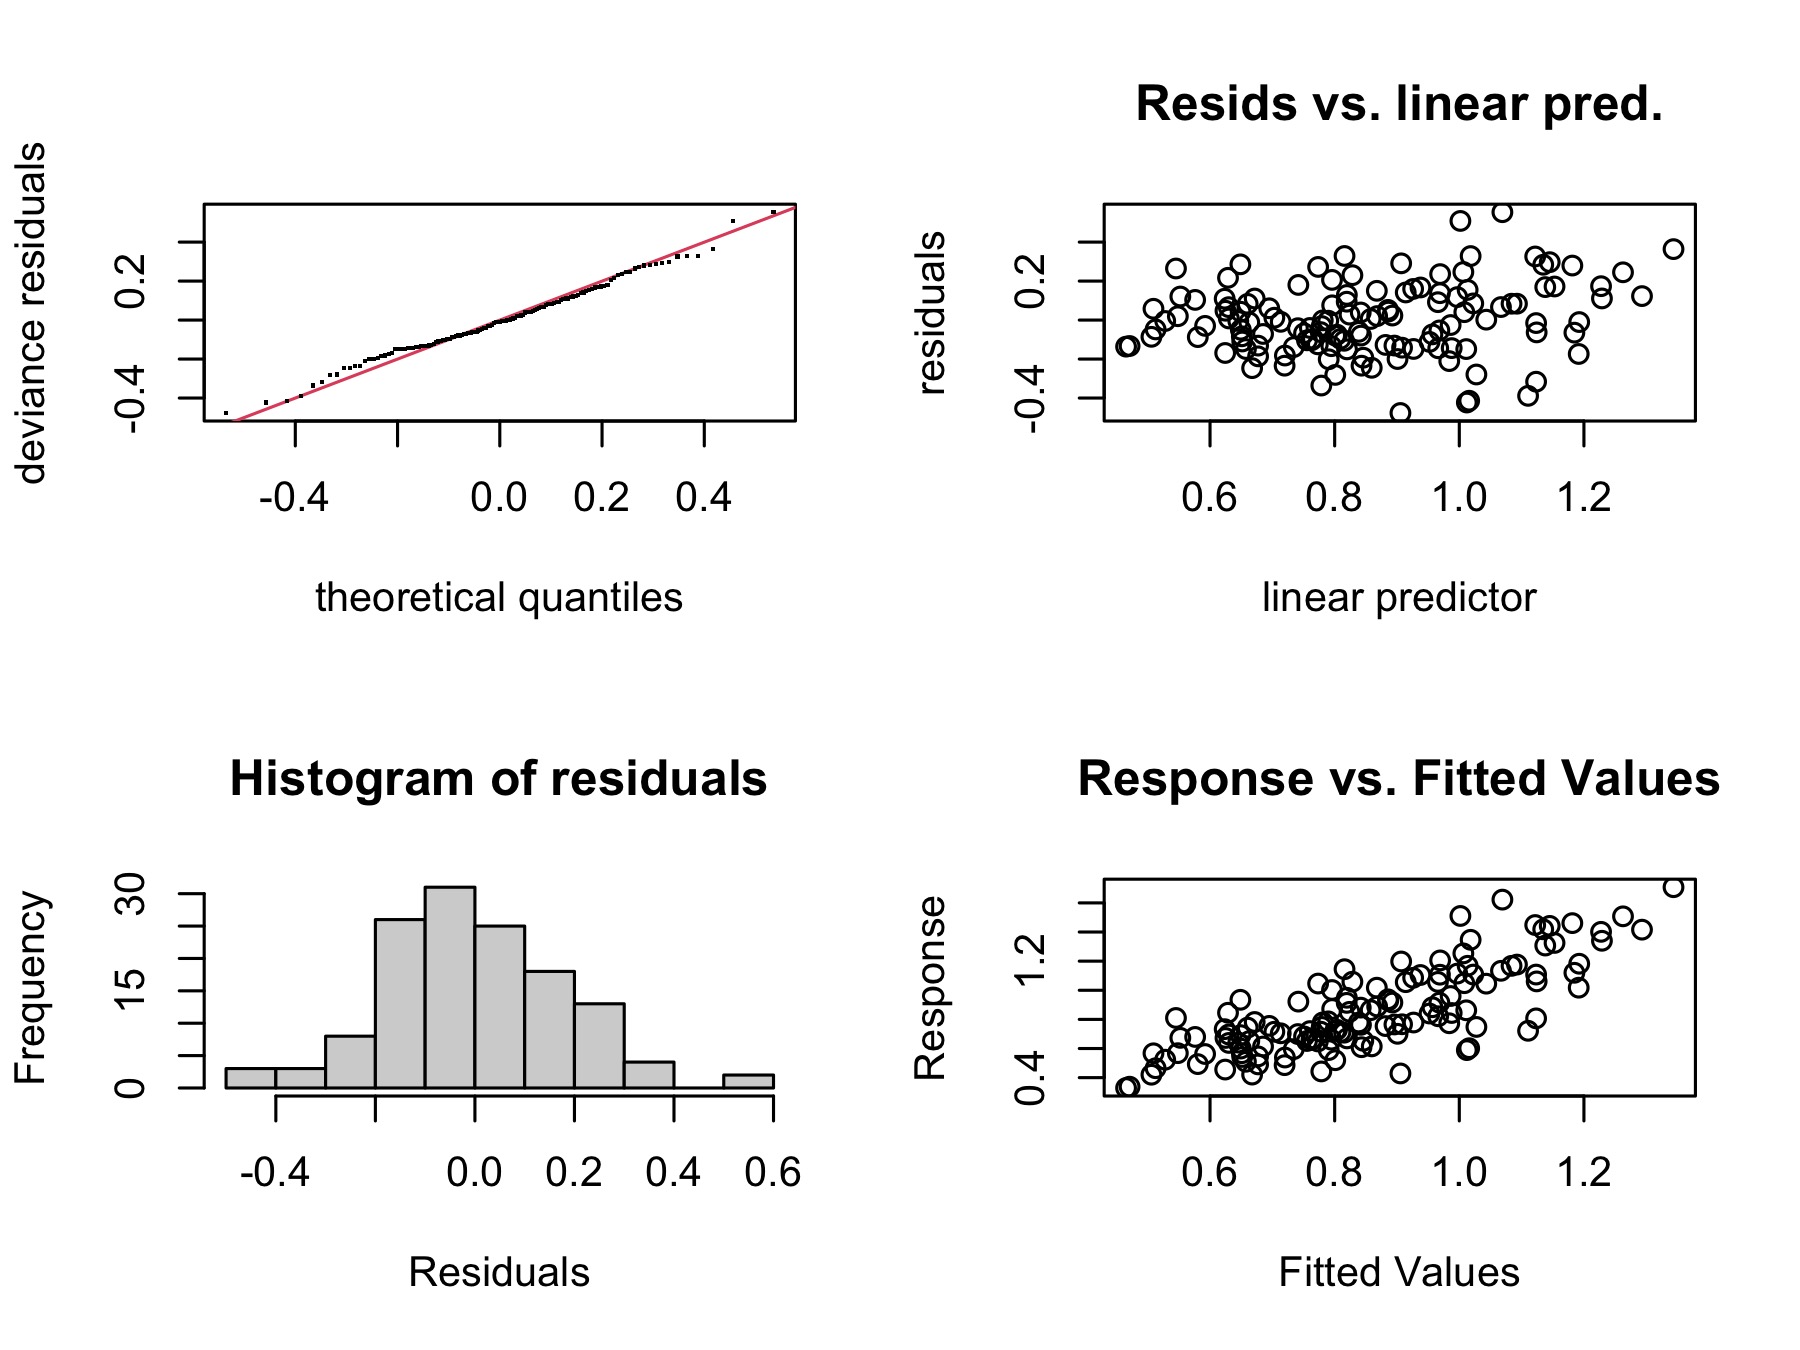 deviance residuals
0.2
-0.4
-0.4 0.0 0.2 0.4
theoretical quantiles
Resids vs. linear pred.
residuals
0.2
-0.4
0.6 0.8 1.0 1.2
linear predictor
Histogram of residuals
Frequency
30
15
0
-0.4 0.0 0.2 0.4 0.6
Residuals
Response vs. Fitted Values
Response
1.2
0.4
0.6 0.8 1.0 1.2
Fitted Values